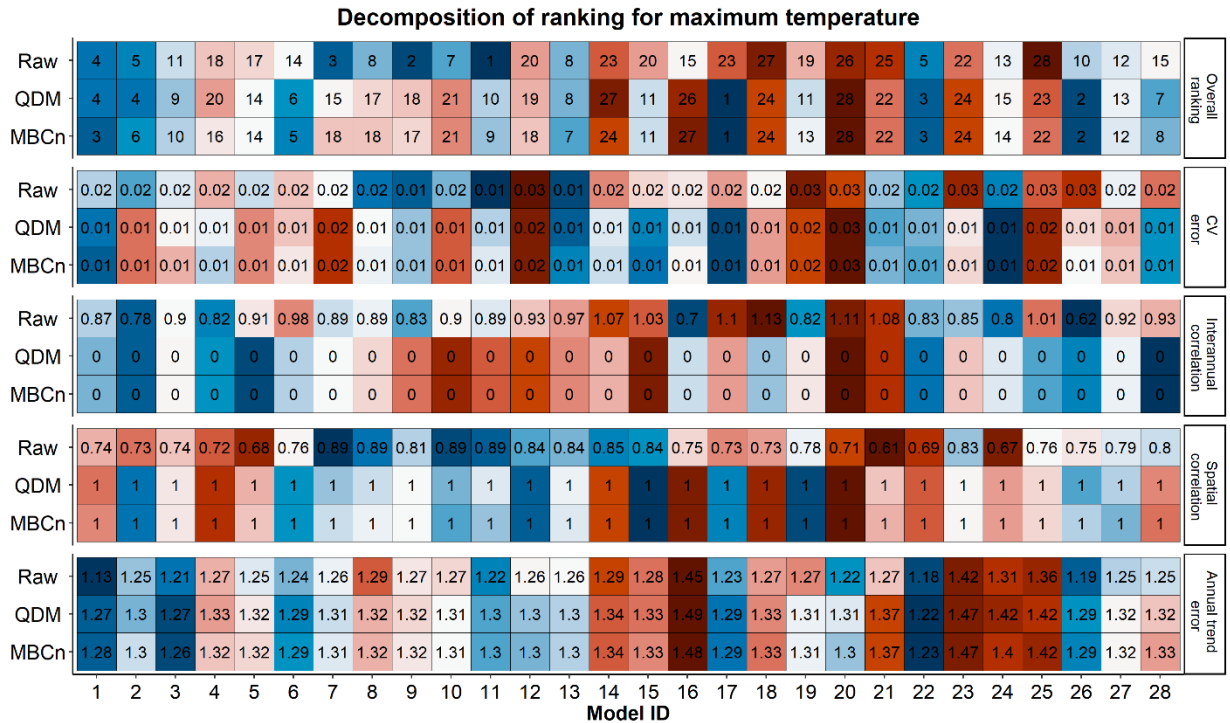 Decomposition of ranking for maximum temperature
Raw 4 5 11 18 17 14 3 8 2 7 1 20 8 23 20 15 23 27 19 26 25 5 22 13 28 10 12 15
QDM 4 4 9 20 14 6 15 17 18 21 10 19 8 27 11 26 1 24 11 28 22 3 24 15 23 2 13 7
MBCn 3 6 10 16 14 5 18 18 17 21 9 18 7 24 11 27 1 24 13 28 22 3 24 14 22 2 12 8
Overall
ranking
Raw 0.02 0.02 0.02 0.02 0.02 0.02 0.02 0.02 0.01 0.02 0.01 0.03 0.01 0.02 0.02 0.02 0.02 0.02 0.03 0.03 0.02 0.02 0.03 0.02 0.03 0.03 0.02 0.02
QDM 0.01 0.01 0.01 0.01 0.01 0.01 0.02 0.01 0.01 0.01 0.01 0.02 0.01 0.01 0.01 0.01 0.01 0.01 0.02 0.03 0.01 0.01 0.01 0.01 0.02 0.01 0.01 0.01
MBCn 0.01 0.01 0.01 0.01 0.01 0.01 0.02 0.01 0.01 0.01 0.01 0.02 0.01 0.01 0.01 0.01 0.01 0.01 0.02 0.03 0.01 0.01 0.01 0.01 0.02 0.01 0.01 0.01
CV
error
Raw 0.87 0.78 0.9 0.82 0.91 0.98 0.89 0.89 0.83 0.9 0.89 0.93 0.97 1.07 1.03 0.7 1.1 1.13 0.82 1.11 1.08 0.83 0.85 0.8 1.01 0.62 0.92 0.93
QDM 0 0 0 0 0 0 0 0 0 0 0 0 0 0 0 0 0 0 0 0 0 0 0 0 0 0 0 0
MBCn 0 0 0 0 0 0 0 0 0 0 0 0 0 0 0 0 0 0 0 0 0 0 0 0 0 0 0 0
Interannual
correlation
Raw 0.74 0.73 0.74 0.72 0.68 0.76 0.89 0.89 0.81 0.89 0.89 0.84 0.84 0.85 0.84 0.75 0.73 0.73 0.78 0.71 0.61 0.69 0.83 0.67 0.76 0.75 0.79 0.8
QDM 1 1 1 1 1 1 1 1 1 1 1 1 1 1 1 1 1 1 1 1 1 1 1 1 1 1 1 1
MBCn 1 1 1 1 1 1 1 1 1 1 1 1 1 1 1 1 1 1 1 1 1 1 1 1 1 1 1 1
Spatial
correlation
Raw 1.13 1.25 1.21 1.27 1.25 1.24 1.26 1.29 1.27 1.27 1.22 1.26 1.26 1.29 1.28 1.45 1.23 1.27 1.27 1.22 1.27 1.18 1.42 1.31 1.36 1.19 1.25 1.25
QDM 1.27 1.3 1.27 1.33 1.32 1.29 1.31 1.32 1.32 1.31 1.3 1.3 1.3 1.34 1.33 1.49 1.29 1.33 1.31 1.31 1.37 1.22 1.47 1.42 1.42 1.29 1.32 1.32
MBCn 1.28 1.3 1.26 1.32 1.32 1.29 1.31 1.32 1.32 1.31 1.3 1.3 1.3 1.34 1.33 1.48 1.29 1.33 1.31 1.3 1.37 1.23 1.47 1.4 1.42 1.29 1.32 1.33
Annual trend
error
1 2 3 4 5 6 7 8 9 10 11 12 13 14 15 16 17 18 19 20 21 22 23 24 25 26 27 28
Model ID